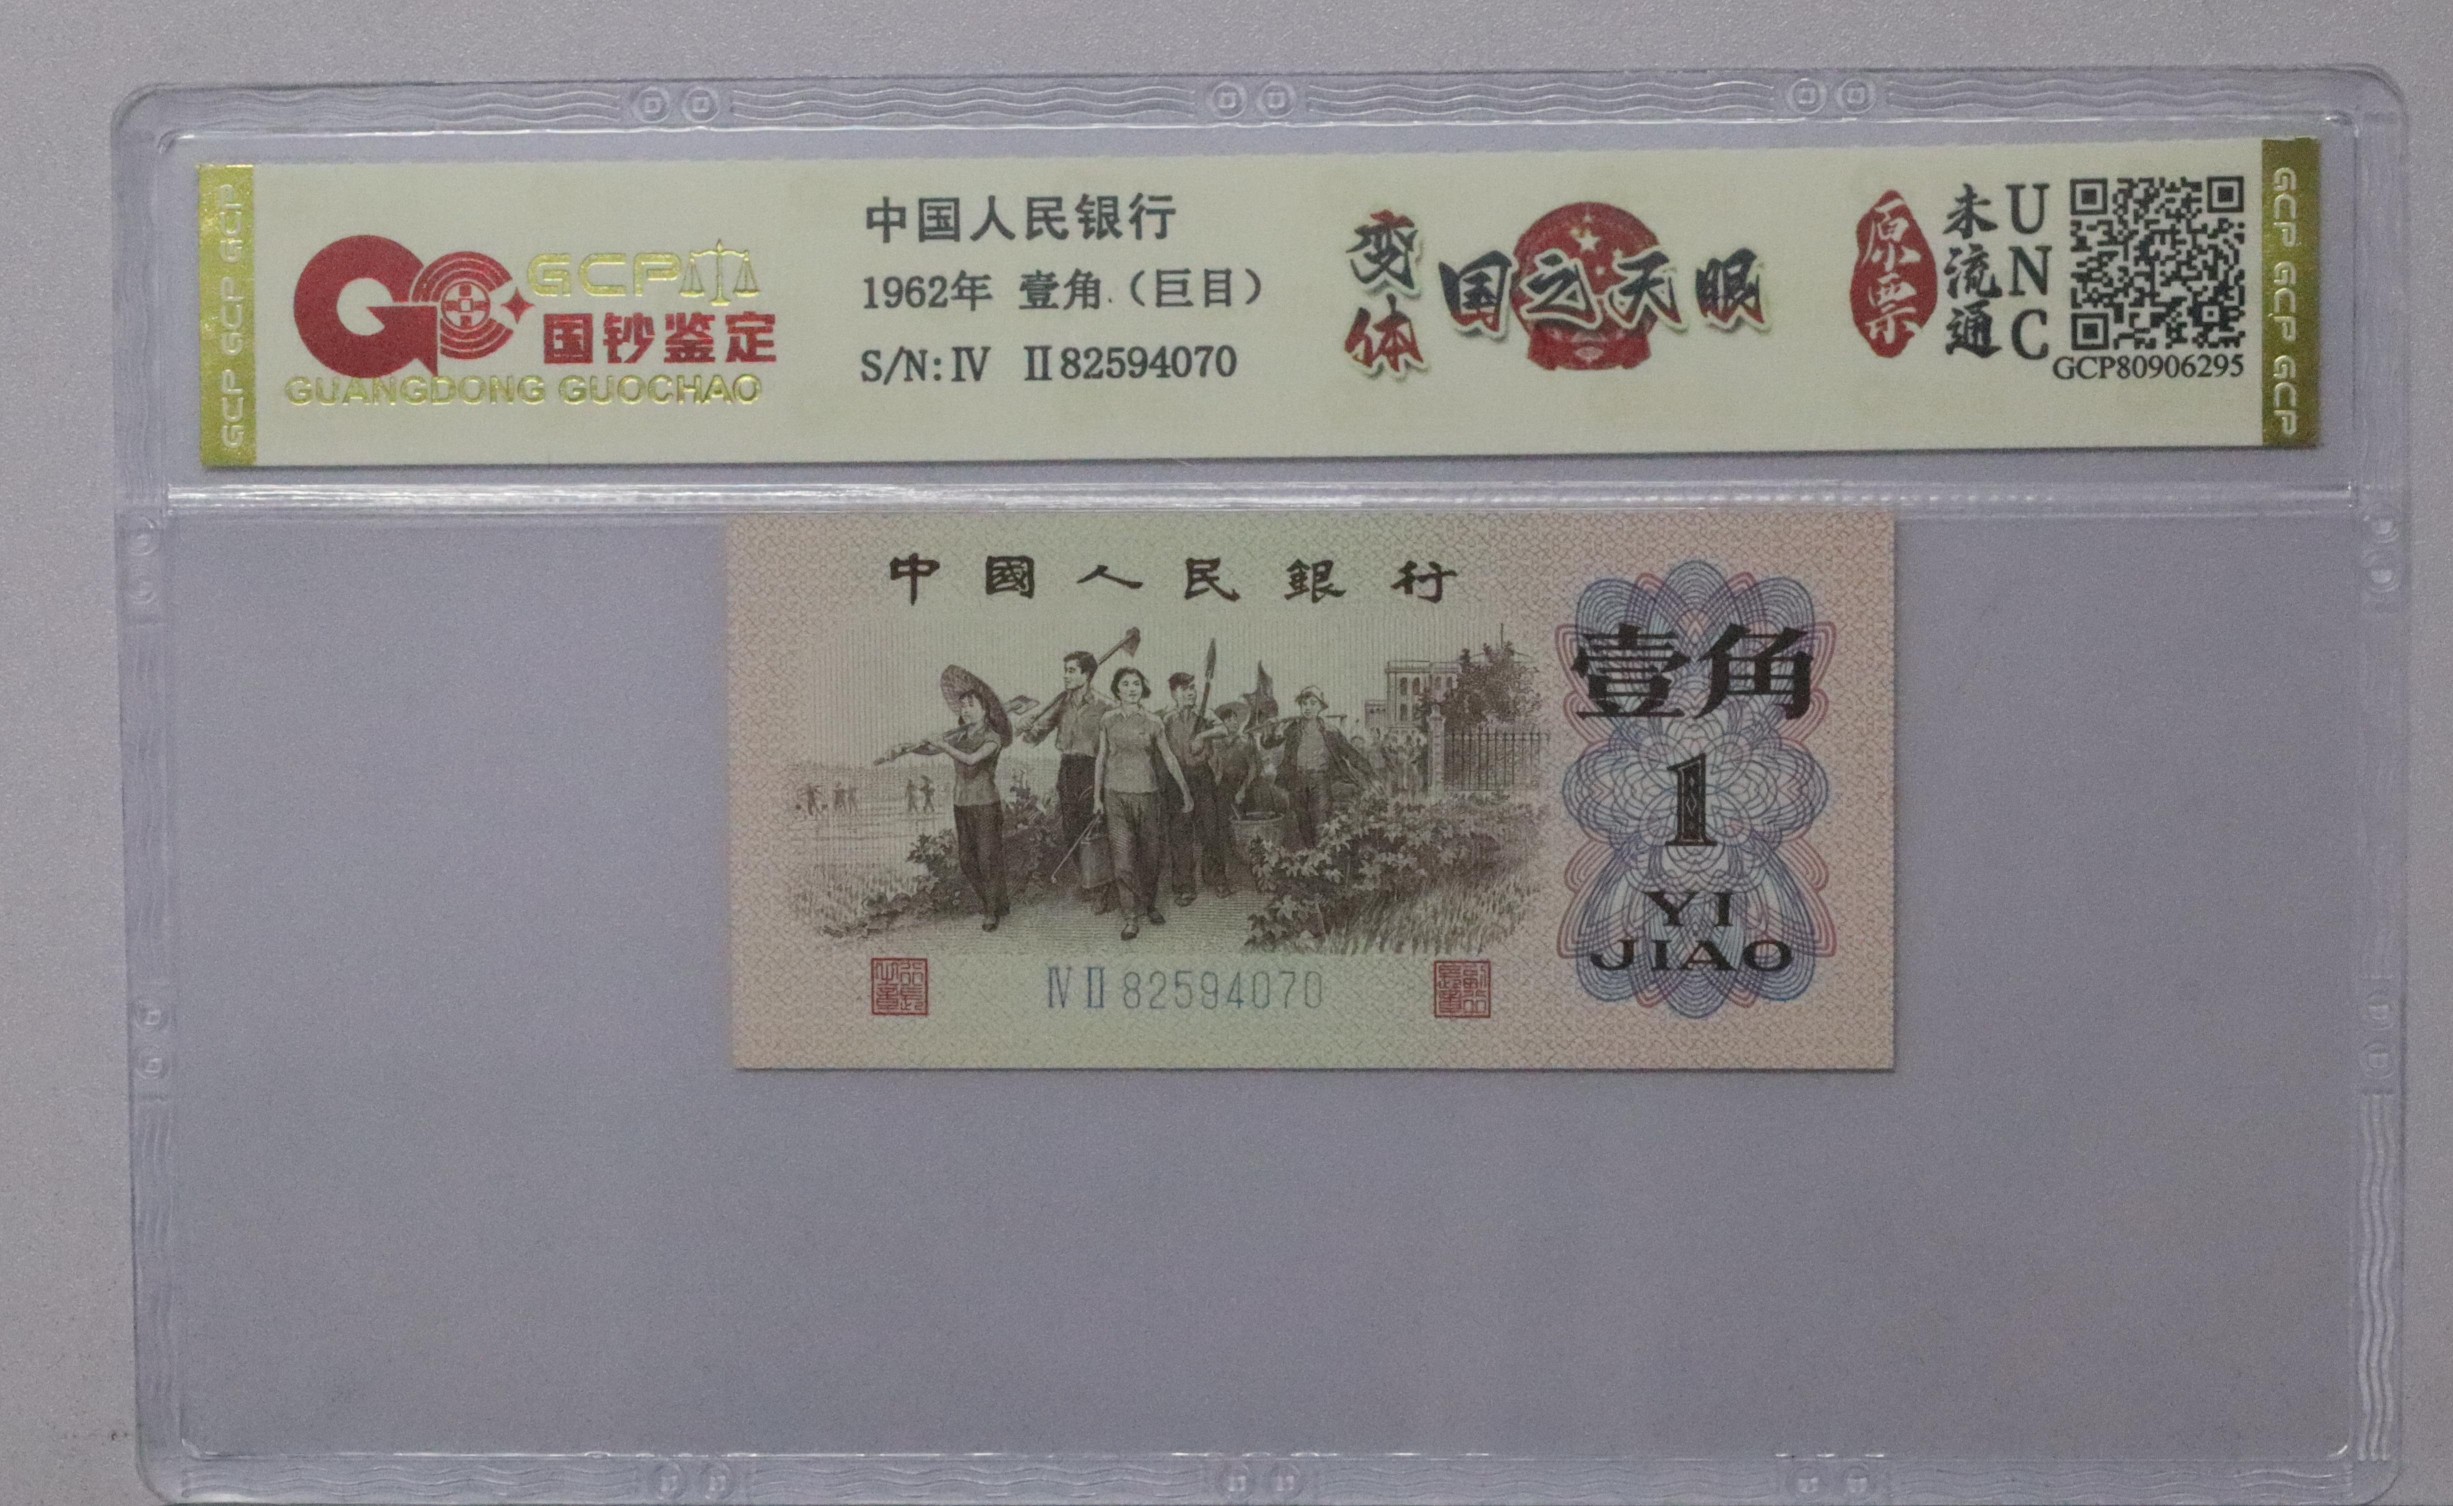 GCP GCP GCP
GCP
国钞鉴定
GUANGDONG GUOCHAO
中国人民银行
1962年 壹角.（巨目）
S/N: Ⅳ Ⅱ82594070
变体
国之天眼
原票
未流通
UNC
GCP80906295
GCP GCP GCP
中國人民銀行
壹角
1
YI
JIAO
Ⅳ Ⅱ 82594070